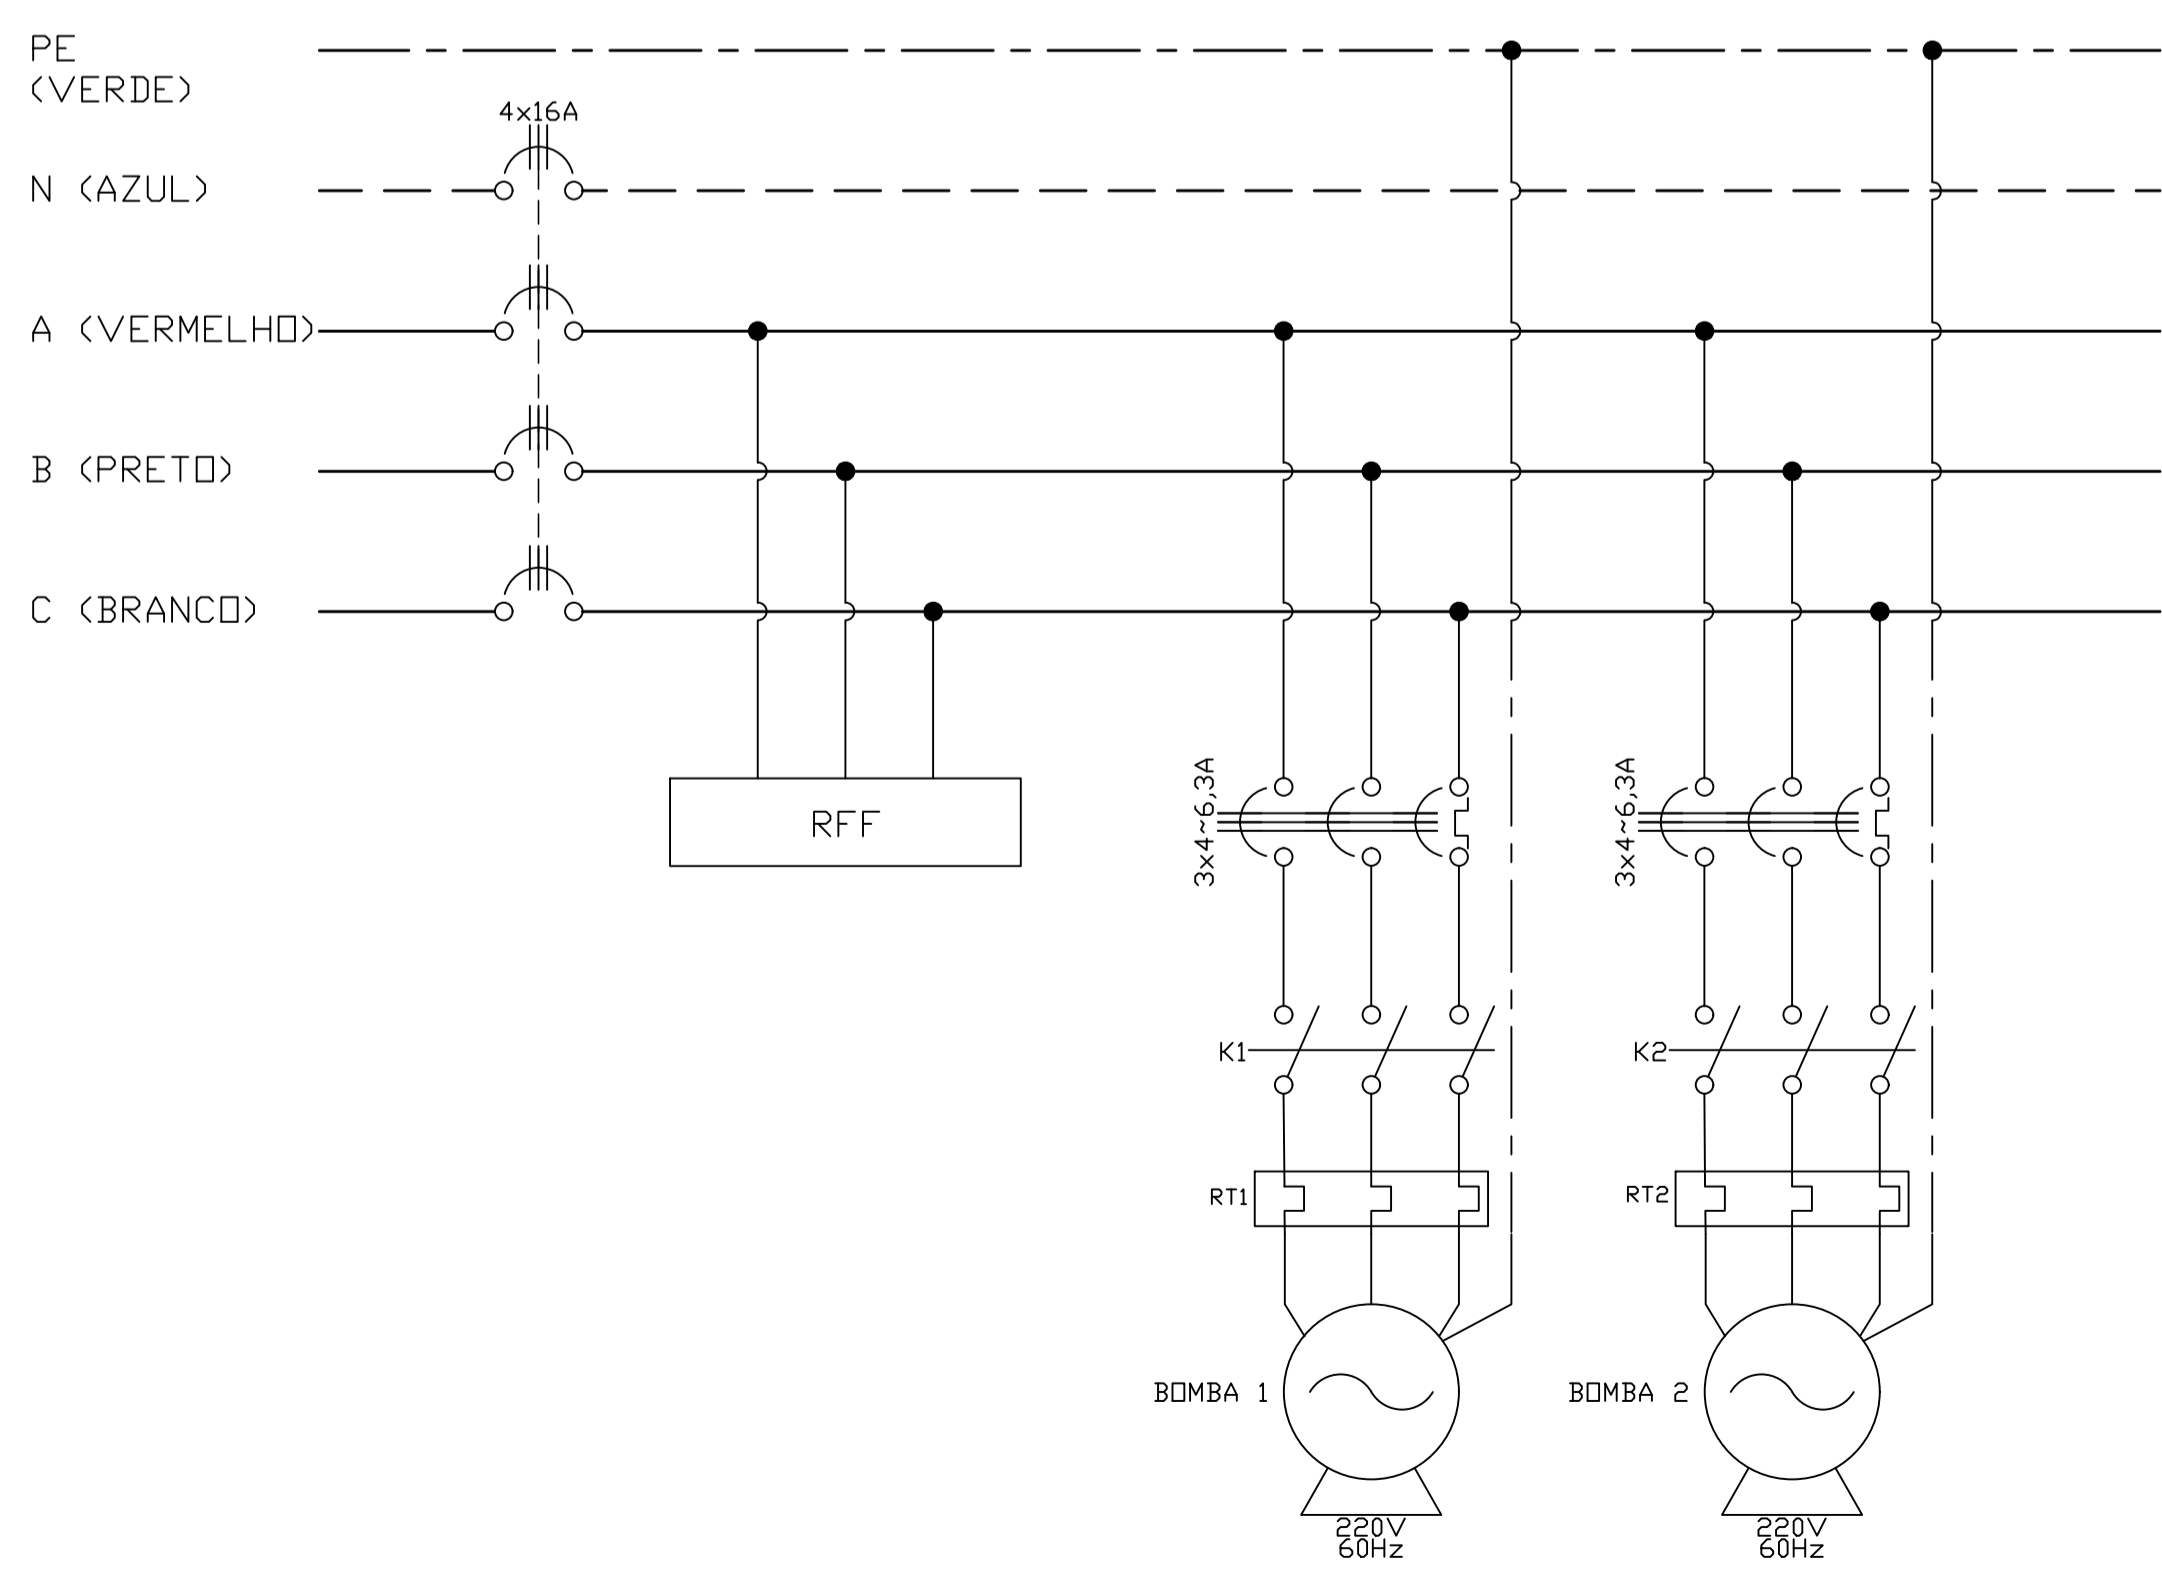 PE
(VERDE)
4x16A
N (AZUL)
A (VERMELHO)
B (PRETO)
C (BRANCO)
RFF
3x4~6,3A
3x4~6,3A
K1
K2
RT1
RT2
BOMBA 1
BOMBA 2
220V
60Hz
220V
60Hz